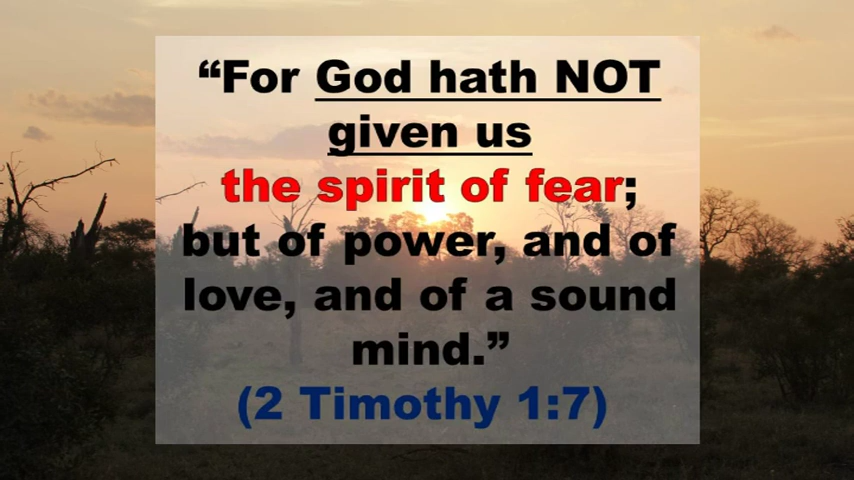 “For God hath NOT
given us
the spirit of fear;
but of power, and of
love, and of a sound
mind.”
(2 Timothy 1:7)